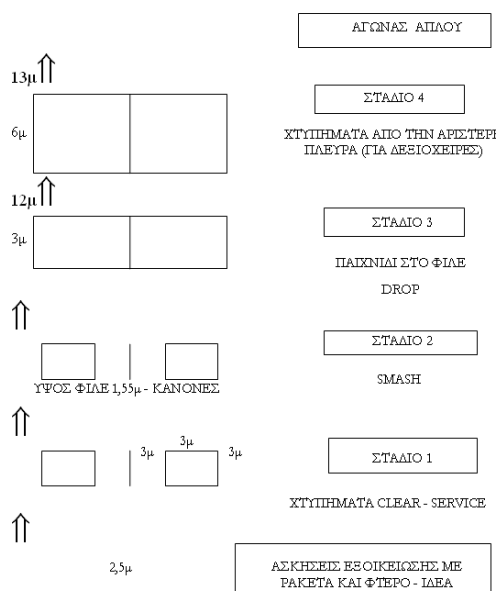 ΑΓΩΝΑΣ ΑΠΛΟΥ
13μ
ΣΤΑΔΙΟ 4
6μ
ΧΤΥΠΗΜΑΤΑ ΑΠΟ ΤΗΝ ΑΡΙΣΤΕΡΕ
ΠΛΕΥΡΑ (ΓΙΑ ΔΕΞΙΟΧΕΙΡΕΣ)
12μ
ΣΤΑΔΙΟ 3
3μ
ΠΑΙΧΝΙΔΙ ΣΤΟ ΦΙΛΕ
DROP
ΣΤΑΔΙΟ 2
ΥΨΟΣ ΦΙΛΕ 1,55μ - ΚΑΝΟΝΕΣ
SMASH
3μ 3μ 3μ
ΣΤΑΔΙΟ 1
ΧΤΥΠΗΜΑΤΑ CLEAR - SERVICE
2,5μ
ΑΣΚΗΣΕΙΣ ΕΞΟΙΚΕΙΩΣΗΣ ΜΕ
ΡΑΚΕΤΑ ΚΑΙ ΦΤΕΡΟ - ΙΔΕΑ